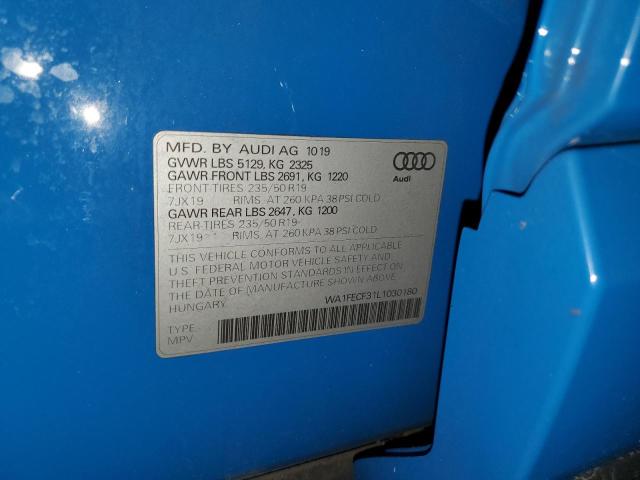 MFD. BY AUDI AG 10 19
GVWR LBS 5129, KG 2325
GAWR FRONT LBS 2691, KG 1220
FRONT TIRES 235/50 R19
7JX19 RIMS, AT 260 KPA 38 PSI COLD
GAWR REAR LBS 2647, KG 1200
REAR TIRES 235/50 R19
7JX19 RIMS, AT 260 KPA 38 PSI COLD
THIS VEHICLE CONFORMS TO ALL APPLICABLE
U.S. FEDERAL MOTOR VEHICLE SAFETY AND
THEFT PREVENTION STANDARDS IN EFFECT ON
THE DATE OF MANUFACTURE SHOWN ABOVE
HUNGARY
WA1FECF31L1030180
TYPE:
MPV
Audi